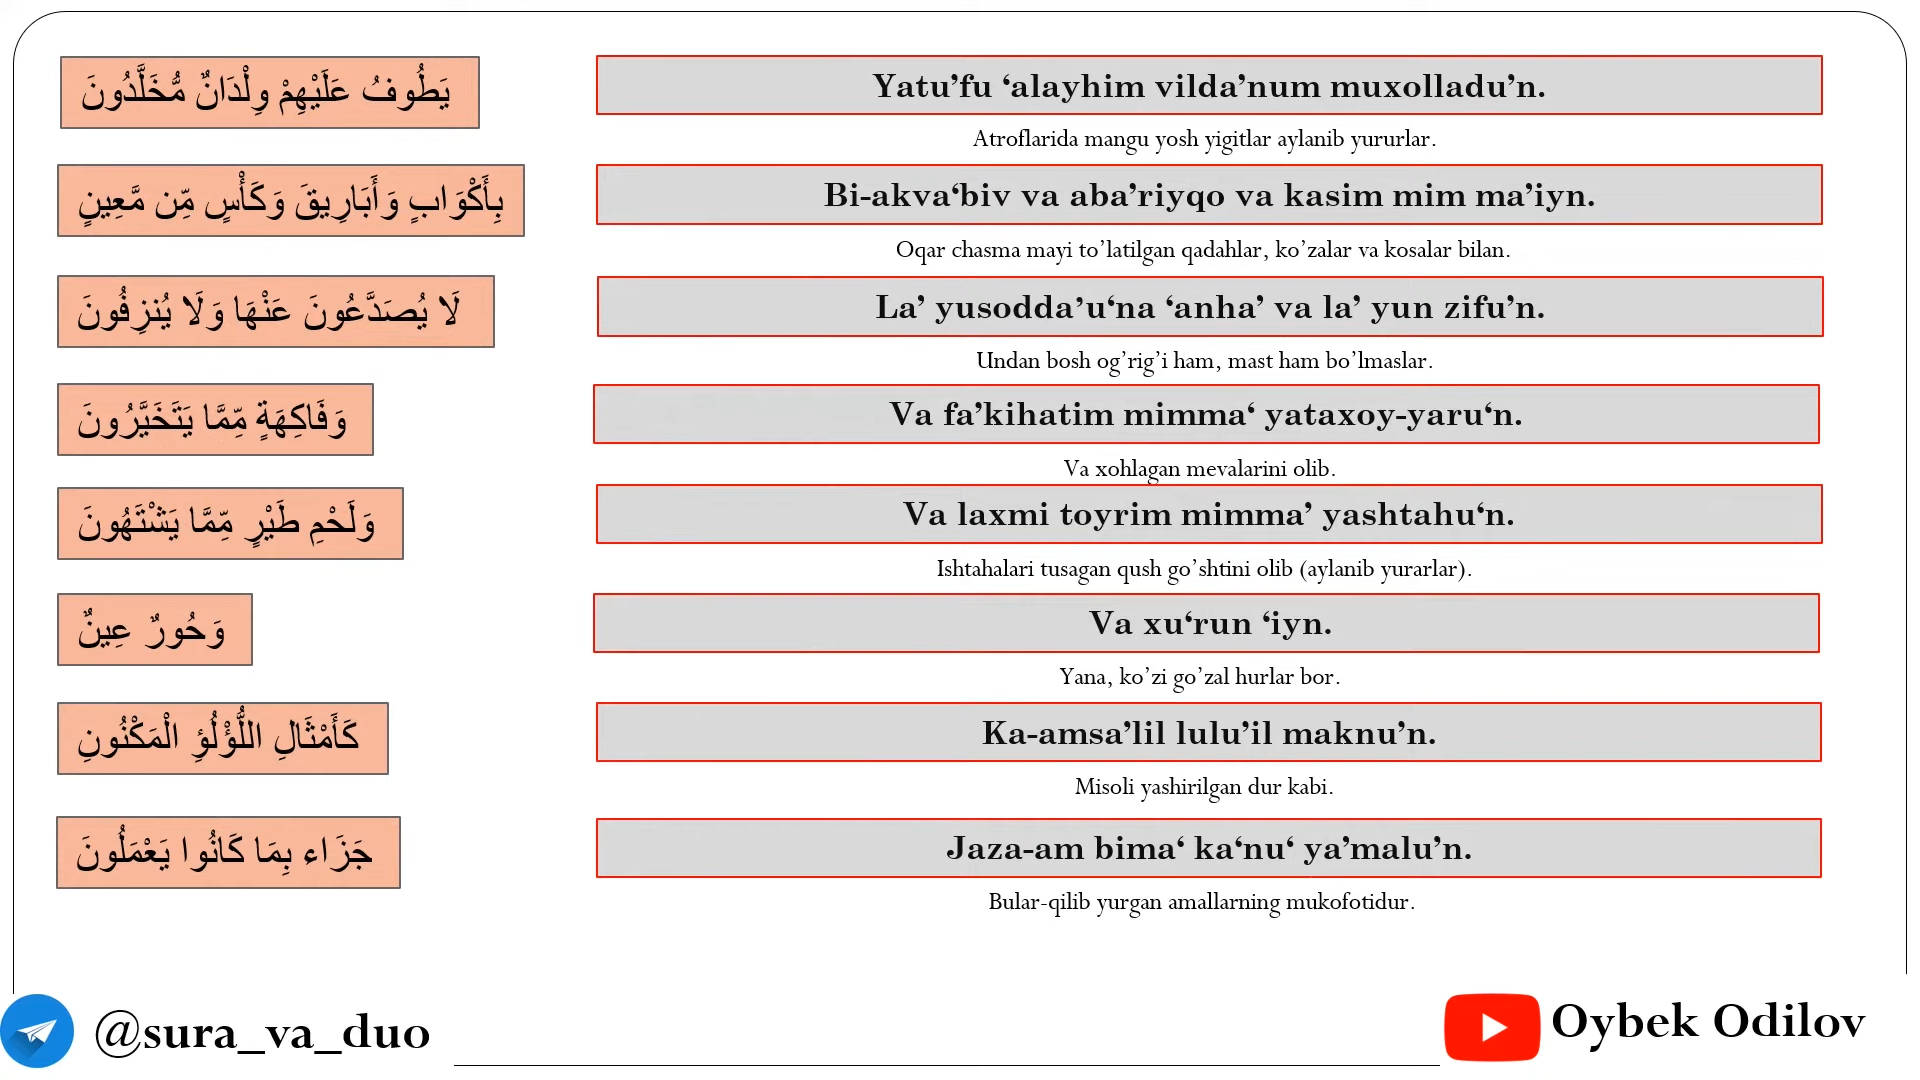 يَطُوفُ عَلَيْهِمْ وِلْدَانٌ مُّخَلَّدُونَ
Yatu’fu ‘alayhim vilda’num muxolladu’n.
Atroflarida mangu yosh yigitlar aylanib yururlar.
بِأَكْوَابٍ وَأَبَارِيقَ وَكَأْسٍ مِّن مَّعِينٍ
Bi-akva‘biv va aba’riyqo va kasim mim ma’iyn.
Oqar chasma mayi to’latilgan qadahlar, ko’zalar va kosalar bilan.
لَا يُصَدَّعُونَ عَنْهَا وَلَا يُنزِفُونَ
La’ yusodda’u‘na ‘anha’ va la’ yun zifu’n.
Undan bosh og’rig’i ham, mast ham bo’lmaslar.
وَفَاكِهَةٍ مِّمَّا يَتَخَيَّرُونَ
Va fa’kihatim mimma‘ yataxoy-yaru‘n.
Va xohlagan mevalarini olib.
وَلَحْمِ طَيْرٍ مِّمَّا يَشْتَهُونَ
Va laxmi toyrim mimma’ yashtahu‘n.
Ishtahalari tusagan qush go’shtini olib (aylanib yurarlar).
وَحُورٌ عِينٌ
Va xu‘run ‘iyn.
Yana, ko’zi go’zal hurlar bor.
كَأَمْثَالِ اللُّؤْلُؤِ الْمَكْنُونِ
Ka-amsa’lil lulu’il maknu’n.
Misoli yashirilgan dur kabi.
جَزَاء بِمَا كَانُوا يَعْمَلُونَ
Jaza-am bima‘ ka‘nu‘ ya’malu’n.
Bular-qilib yurgan amallarning mukofotidur.
@sura_va_duo
Oybek Odilov